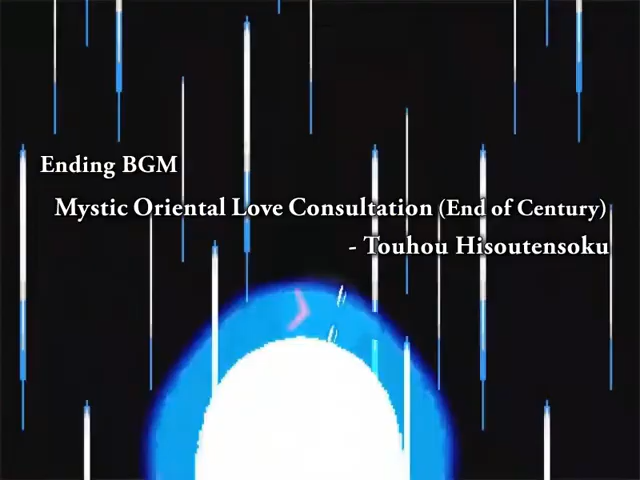 Ending BGM
Mystic Oriental Love Consultation (End of Century)
- Touhou Hisoutensoku